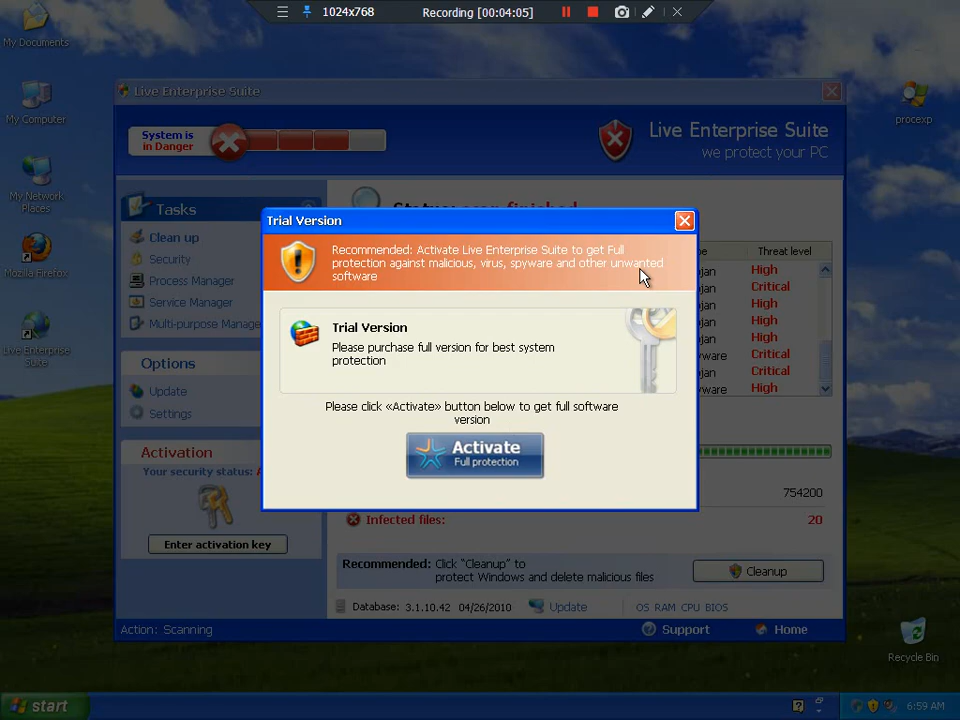 1024x768
Recording [00:04:05]
My Documents
My Computer
My Network
Places
Mozilla Firefox
Live Enterprise
Suite
procexp
Recycle Bin
Live Enterprise Suite
System is
in Danger
Live Enterprise Suite
we protect your PC
Tasks
Clean up
Security
Process Manager
Service Manager
Multi-purpose Manage
Options
Update
Settings
Activation
Your security status:
Enter activation key
Threat level
High
Critical
High
High
High
Critical
Critical
High
Trial Version
Recommended: Activate Live Enterprise Suite to get Full
protection against malicious, virus, spyware and other unwanted
software
Trial Version
Please purchase full version for best system
protection
Please click «Activate» button below to get full software
version
Activate
Full protection
754200
Infected files: 20
Recommended: Click "Cleanup" to
protect Windows and delete malicious files
Cleanup
Database: 3.1.10.42 04/26/2010 Update OS RAM CPU BIOS
Action: Scanning
Support
Home
start
6:59 AM